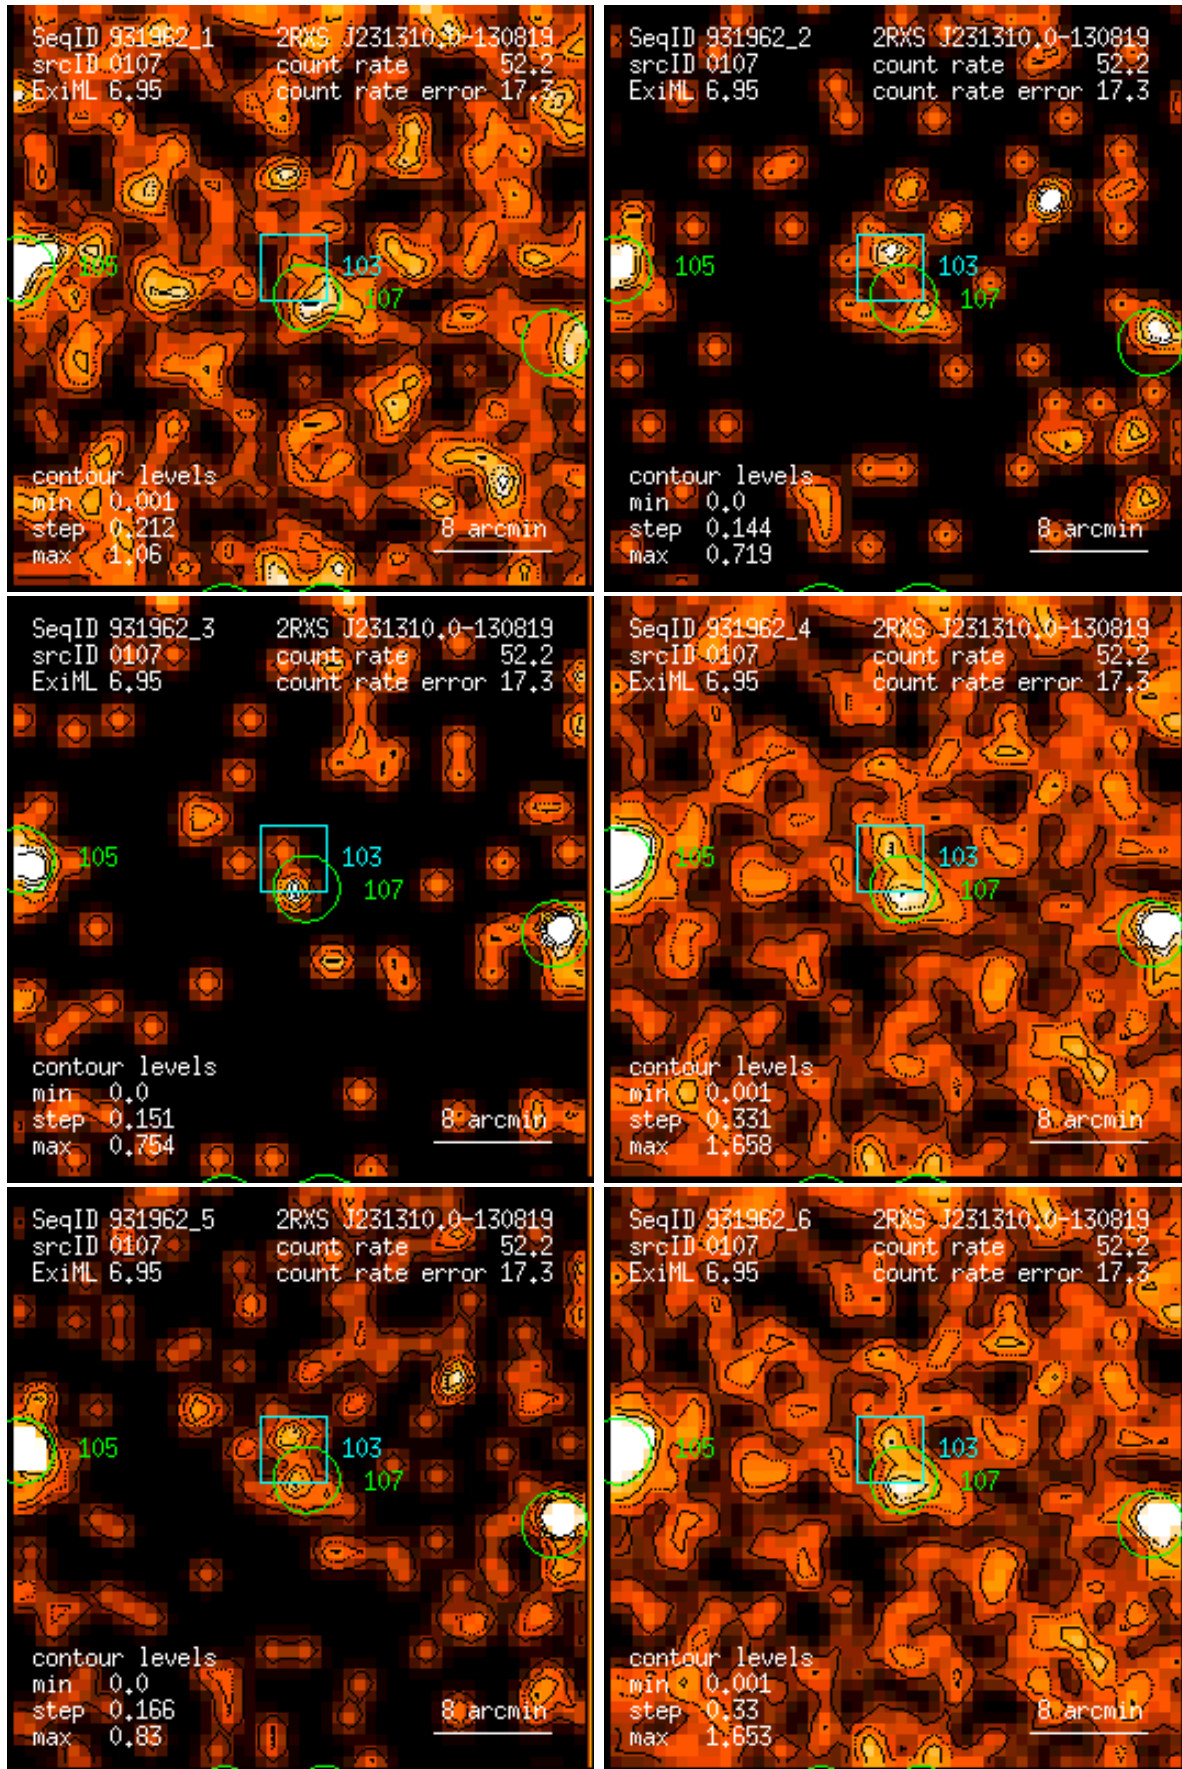 SeqID 931962_1 2RXS J231310.0-130819
srcID 0107 count rate 52.2
ExiML 6.95 count rate error 17.3
105
103
107
contour levels
min 0.001
step 0.212
max 1.06
8 arcmin
SeqID 931962_2 2RXS J231310.0-130819
srcID 0107 count rate 52.2
ExiML 6.95 count rate error 17.3
105
103
107
contour levels
min 0.0
step 0.144
max 0.719
8 arcmin
SeqID 931962_3 2RXS J231310.0-130819
srcID 0107 count rate 52.2
ExiML 6.95 count rate error 17.3
105
103
107
contour levels
min 0.0
step 0.151
max 0.754
8 arcmin
SeqID 931962_4 2RXS J231310.0-130819
srcID 0107 count rate 52.2
ExiML 6.95 count rate error 17.3
105
103
107
contour levels
min 0.001
step 0.331
max 1.658
8 arcmin
SeqID 931962_5 2RXS J231310.0-130819
srcID 0107 count rate 52.2
ExiML 6.95 count rate error 17.3
105
103
107
contour levels
min 0.0
step 0.166
max 0.83
8 arcmin
SeqID 931962_6 2RXS J231310.0-130819
srcID 0107 count rate 52.2
ExiML 6.95 count rate error 17.3
105
103
107
contour levels
min 0.001
step 0.33
max 1.653
8 arcmin